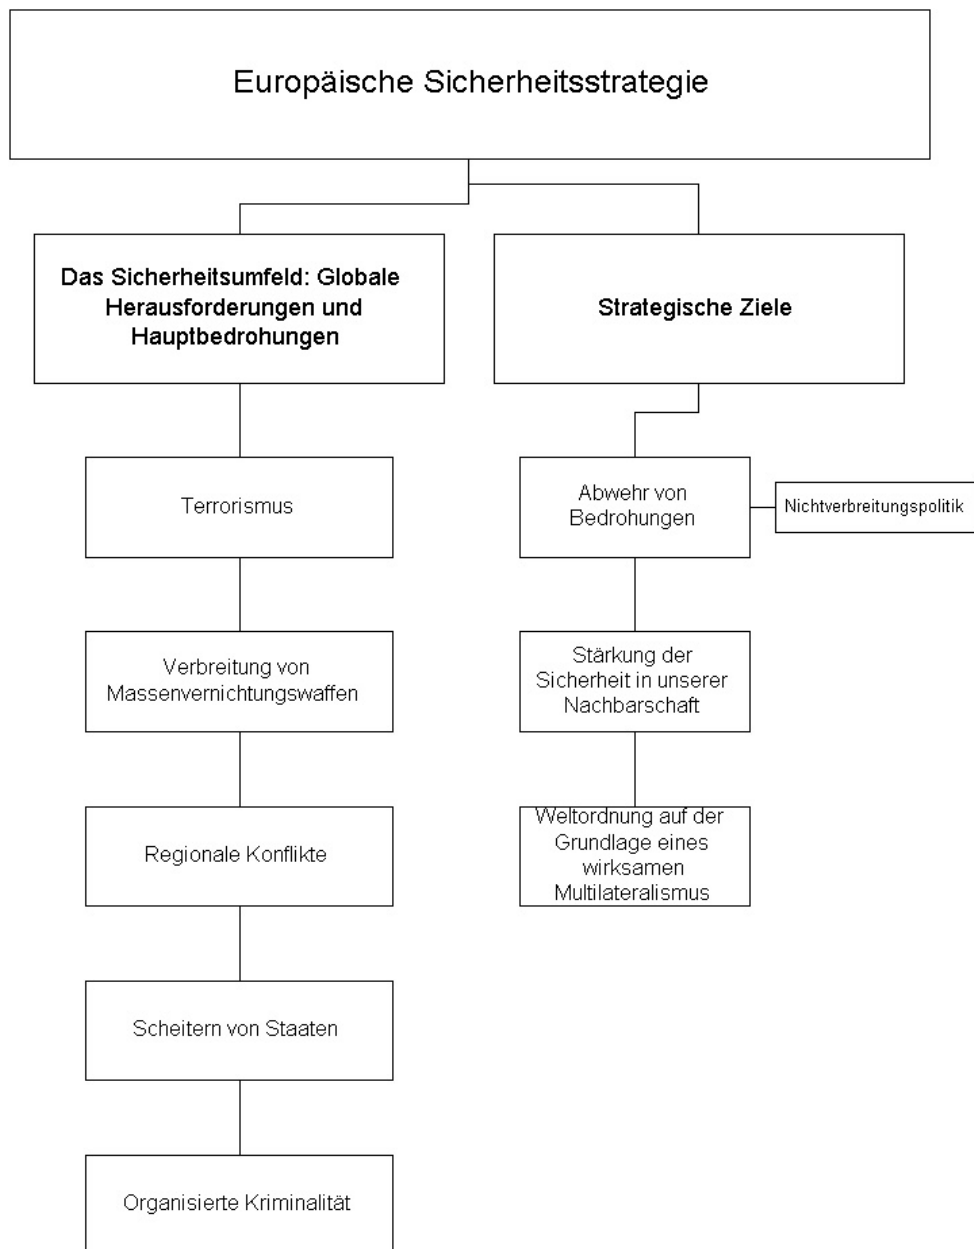 Europäische Sicherheitsstrategie
Das Sicherheitsumfeld: Globale
Herausforderungen und
Hauptbedrohungen
Strategische Ziele
Terrorismus
Abwehr von
Bedrohungen
Nichtverbreitungspolitik
Verbreitung von
Massenvernichtungswaffen
Stärkung der
Sicherheit in unserer
Nachbarschaft
Regionale Konflikte
Weltordnung auf der
Grundlage eines
wirksamen
Multilateralismus
Scheitern von Staaten
Organisierte Kriminalität